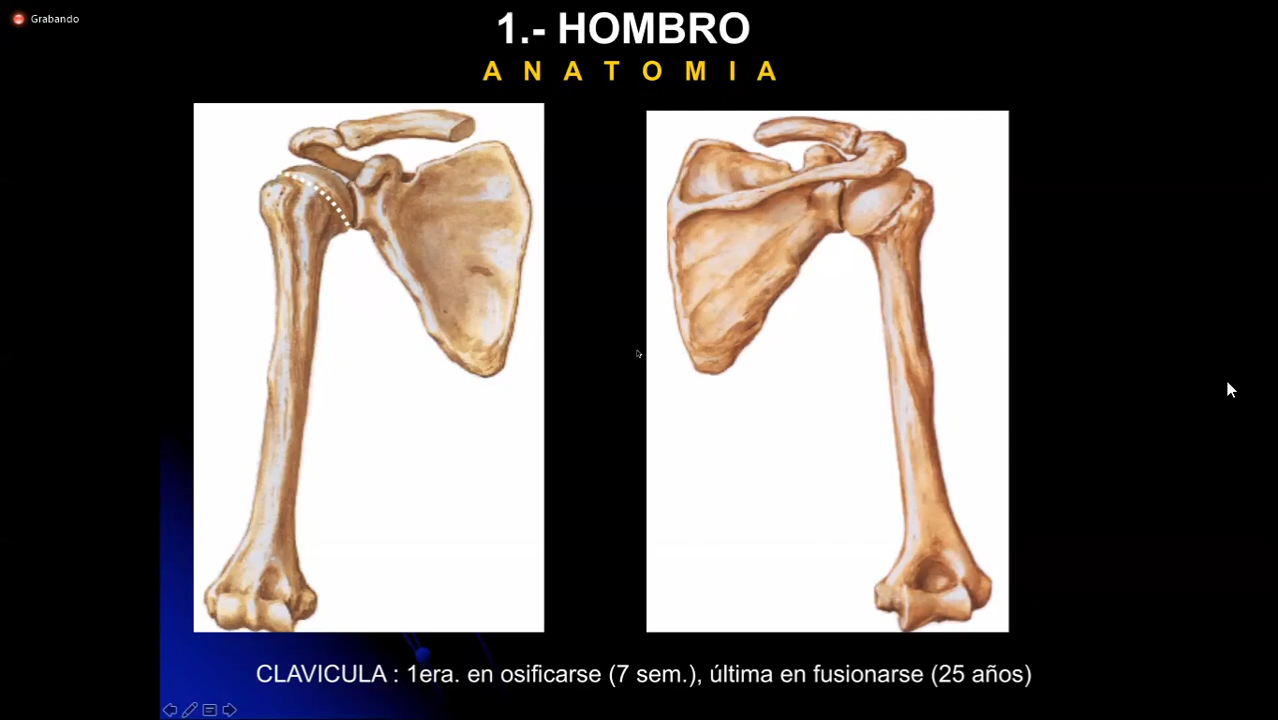 Grabando
1.- HOMBRO
A N A T O M I A
CLAVICULA : 1era. en osificarse (7 sem.), última en fusionarse (25 años)